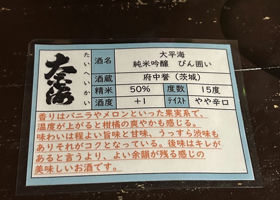 大平海
たいへいかい
酒名 大平海 純米吟醸 びん囲い
酒蔵 府中誉（茨城）
精米 50% 度数 15度
酒度 +1 テイスト やや辛口
香りはバニラやメロンといった果実系で、
温度が上がると柑橘の爽やかも感じる。
味わいは程よい旨味と甘味、うっすら渋味も
ありそれがコクとなっている。後味はキレが
あると言うより、よい余韻が残る感じの
美味しいお酒です。